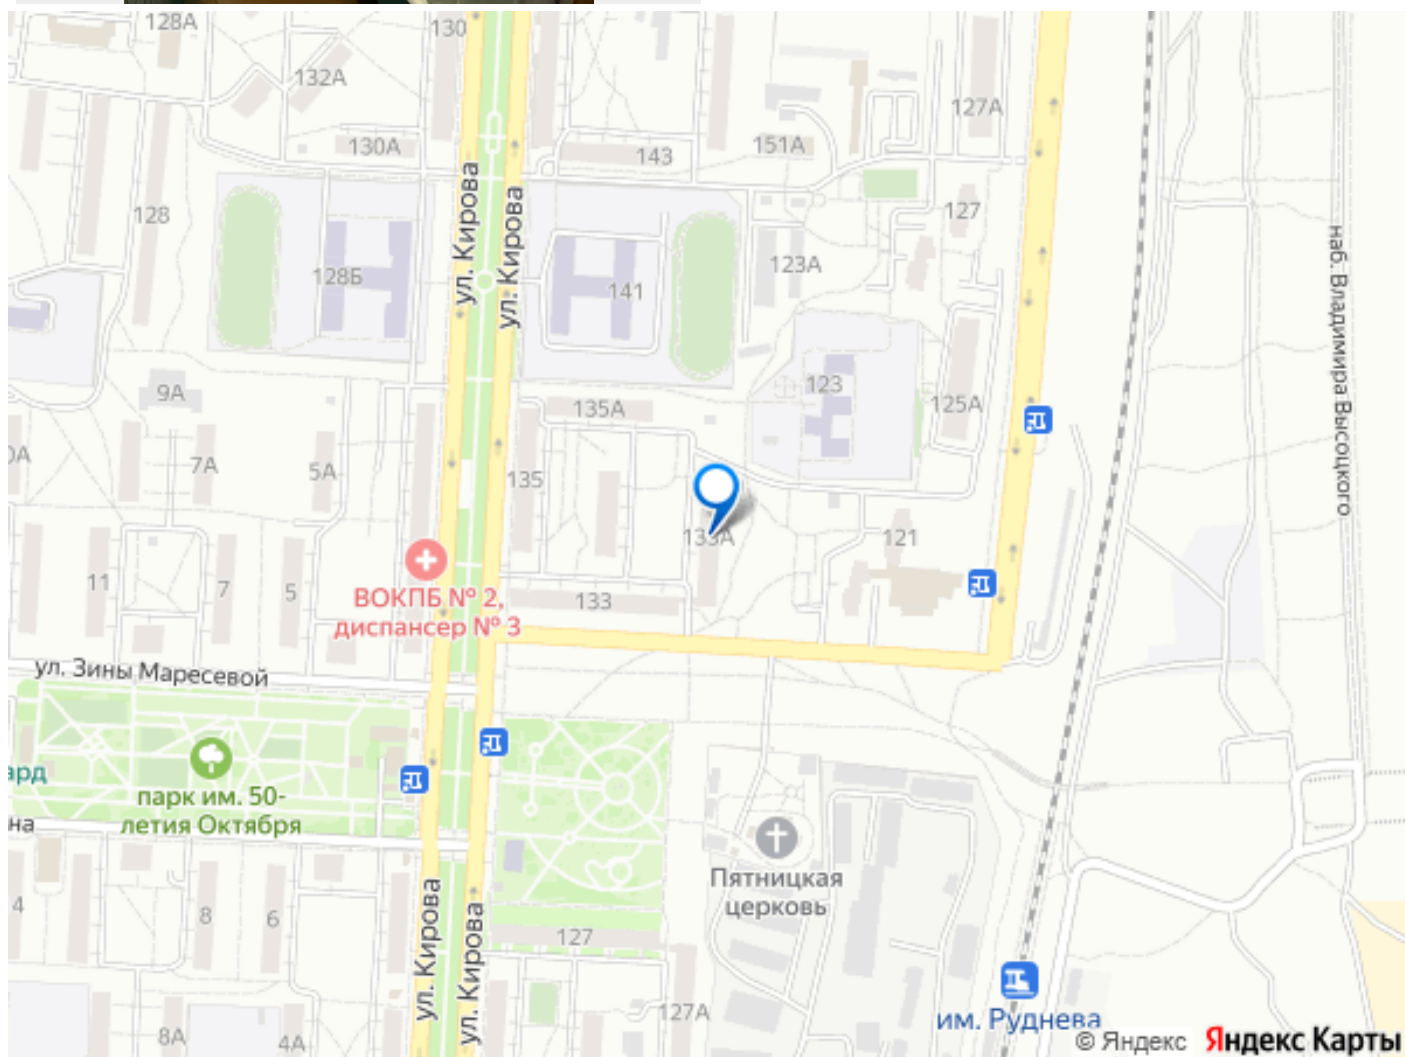 128А
130
132А
127А
130А
143
151А
128
ул. Кирова
ул. Кирова
127
128Б
141
123А
наб. Владимира Высоцкого
9А
135А
123
125А
7А
5А
135
133А
121
11
7
5
ВОКПБ № 2,
диспансер № 3
133
ул. Зины Маресевой
парк им. 50-
летия Октября
4
8
6
ул. Кирова
ул. Кирова
Пятницкая
церковь
127
127А
8А
4А
им. Руднева
© Яндекс Яндекс Карты